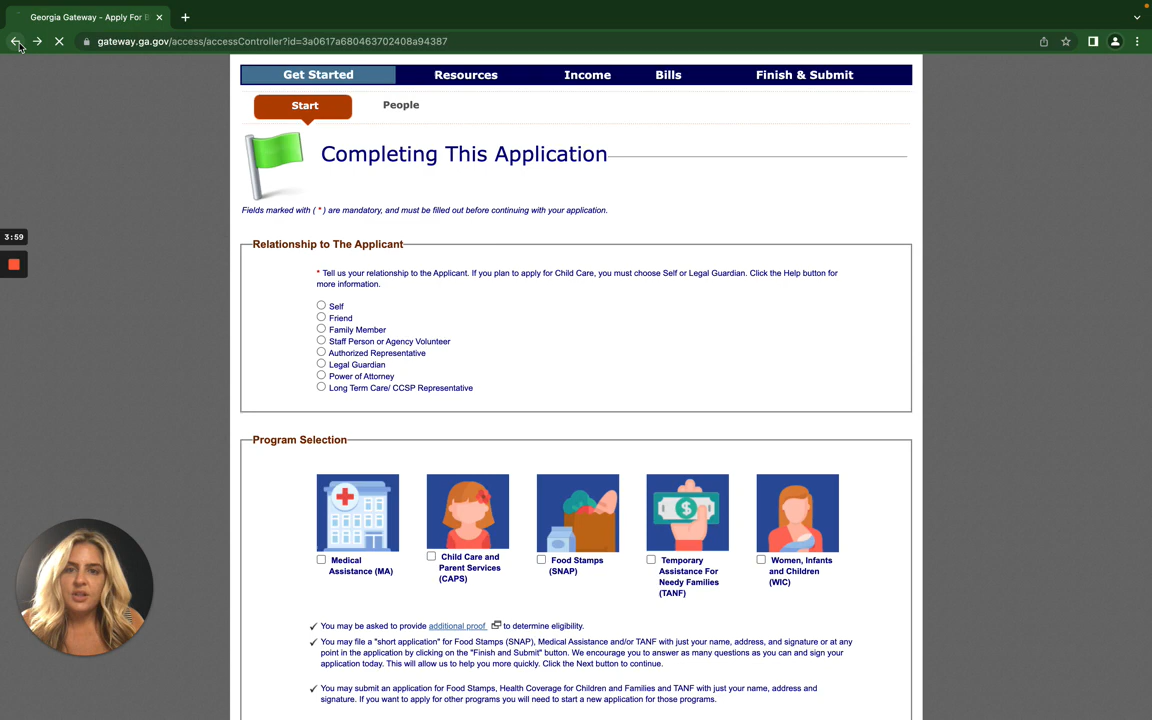 Georgia Gateway - Apply For B
gateway.ga.gov/access/accessController?id=3a0617a680463702408a94387
Get Started Resources Income Bills Finish & Submit
Start People
Completing This Application
Fields marked with ( * ) are mandatory, and must be filled out before continuing with your application.
3:59
Relationship to The Applicant
* Tell us your relationship to the Applicant. If you plan to apply for Child Care, you must choose Self or Legal Guardian. Click the Help button for
more information.
Self
Friend
Family Member
Staff Person or Agency Volunteer
Authorized Representative
Legal Guardian
Power of Attorney
Long Term Care/ CCSP Representative
Program Selection
Medical
Assistance (MA)
Child Care and
Parent Services
(CAPS)
Food Stamps
(SNAP)
Temporary
Assistance For
Needy Families
(TANF)
Women, Infants
and Children
(WIC)
You may be asked to provide additional proof to determine eligibility.
You may file a "short application" for Food Stamps (SNAP), Medical Assistance and/or TANF with just your name, address, and signature or at any
point in the application by clicking on the "Finish and Submit" button. We encourage you to answer as many questions as you can and sign your
application today. This will allow us to help you more quickly. Click the Next button to continue.
You may submit an application for Food Stamps, Health Coverage for Children and Families and TANF with just your name, address and
signature. If you want to apply for other programs you will need to start a new application for those programs.